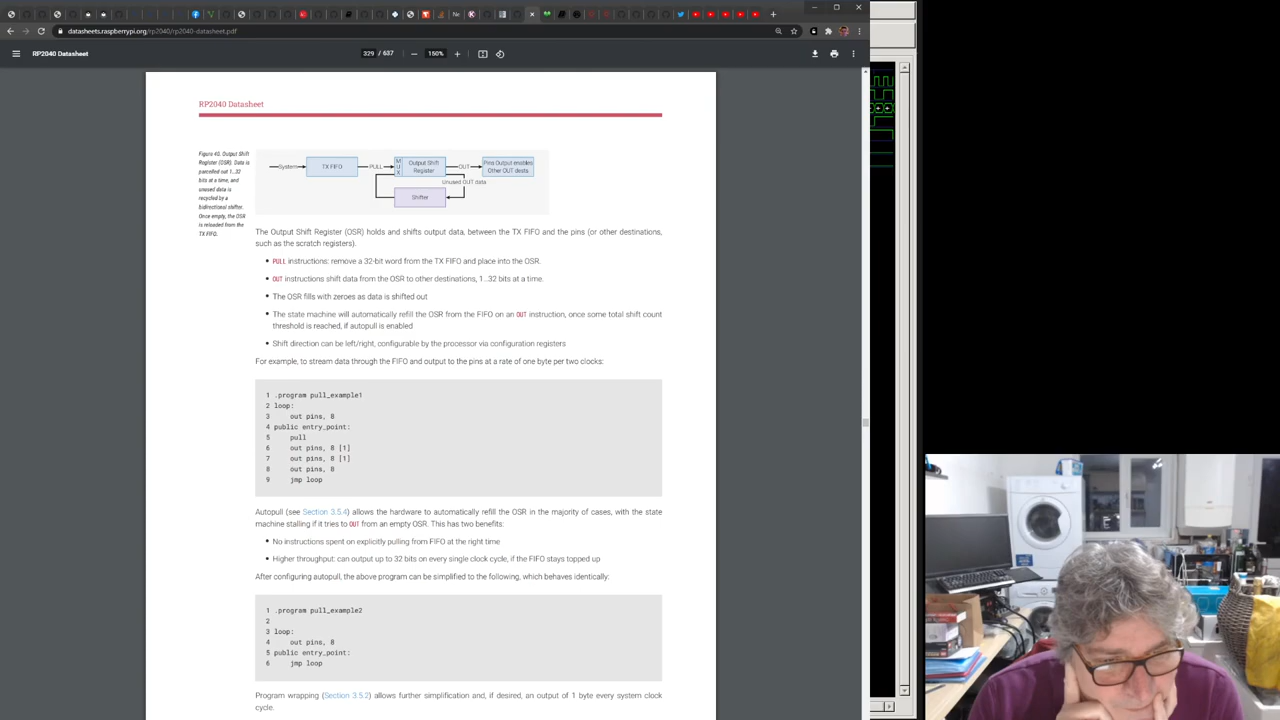 datasheets.raspberrypi.org/rp2040/rp2040-datasheet.pdf
RP2040 Datasheet
329 / 637
150%
RP2040 Datasheet
Figure 40. Output Shift
Register (OSR). Data is
parcelled out 1...32
bits at a time, and
unused data is
recycled by a
bidirectional shifter.
Once empty, the OSR
is reloaded from the
TX FIFO.
System
TX FIFO
PULL
M
X
Output Shift
Register
OUT
Pins Output enables
Other OUT dests
Unused OUT data
Shifter
The Output Shift Register (OSR) holds and shifts output data, between the TX FIFO and the pins (or other destinations,
such as the scratch registers).
• PULL instructions: remove a 32-bit word from the TX FIFO and place into the OSR.
• OUT instructions shift data from the OSR to other destinations, 1...32 bits at a time.
• The OSR fills with zeroes as data is shifted out
• The state machine will automatically refill the OSR from the FIFO on an OUT instruction, once some total shift count
threshold is reached, if autopull is enabled
• Shift direction can be left/right, configurable by the processor via configuration registers
For example, to stream data through the FIFO and output to the pins at a rate of one byte per two clocks:
1 .program pull_example1
2 loop:
3 out pins, 8
4 public entry_point:
5 pull
6 out pins, 8 [1]
7 out pins, 8 [1]
8 out pins, 8
9 jmp loop
Autopull (see Section 3.5.4) allows the hardware to automatically refill the OSR in the majority of cases, with the state
machine stalling if it tries to OUT from an empty OSR. This has two benefits:
• No instructions spent on explicitly pulling from FIFO at the right time
• Higher throughput: can output up to 32 bits on every single clock cycle, if the FIFO stays topped up
After configuring autopull, the above program can be simplified to the following, which behaves identically:
1 .program pull_example2
2
3 loop:
4 out pins, 8
5 public entry_point:
6 jmp loop
Program wrapping (Section 3.5.2) allows further simplification and, if desired, an output of 1 byte every system clock
cycle.